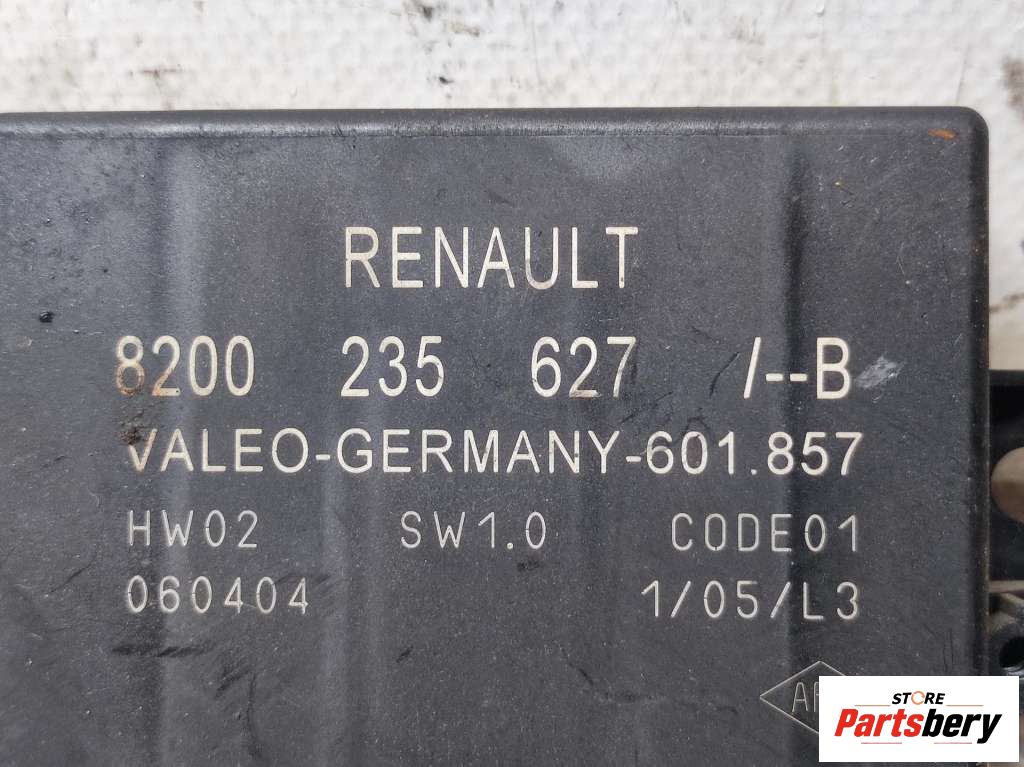 RENAULT
8200 235 627 /--B
VALEO-GERMANY-601.857
HW02 SW1.0 CODE01
060404 1/05/L3
STORE
Partsbery